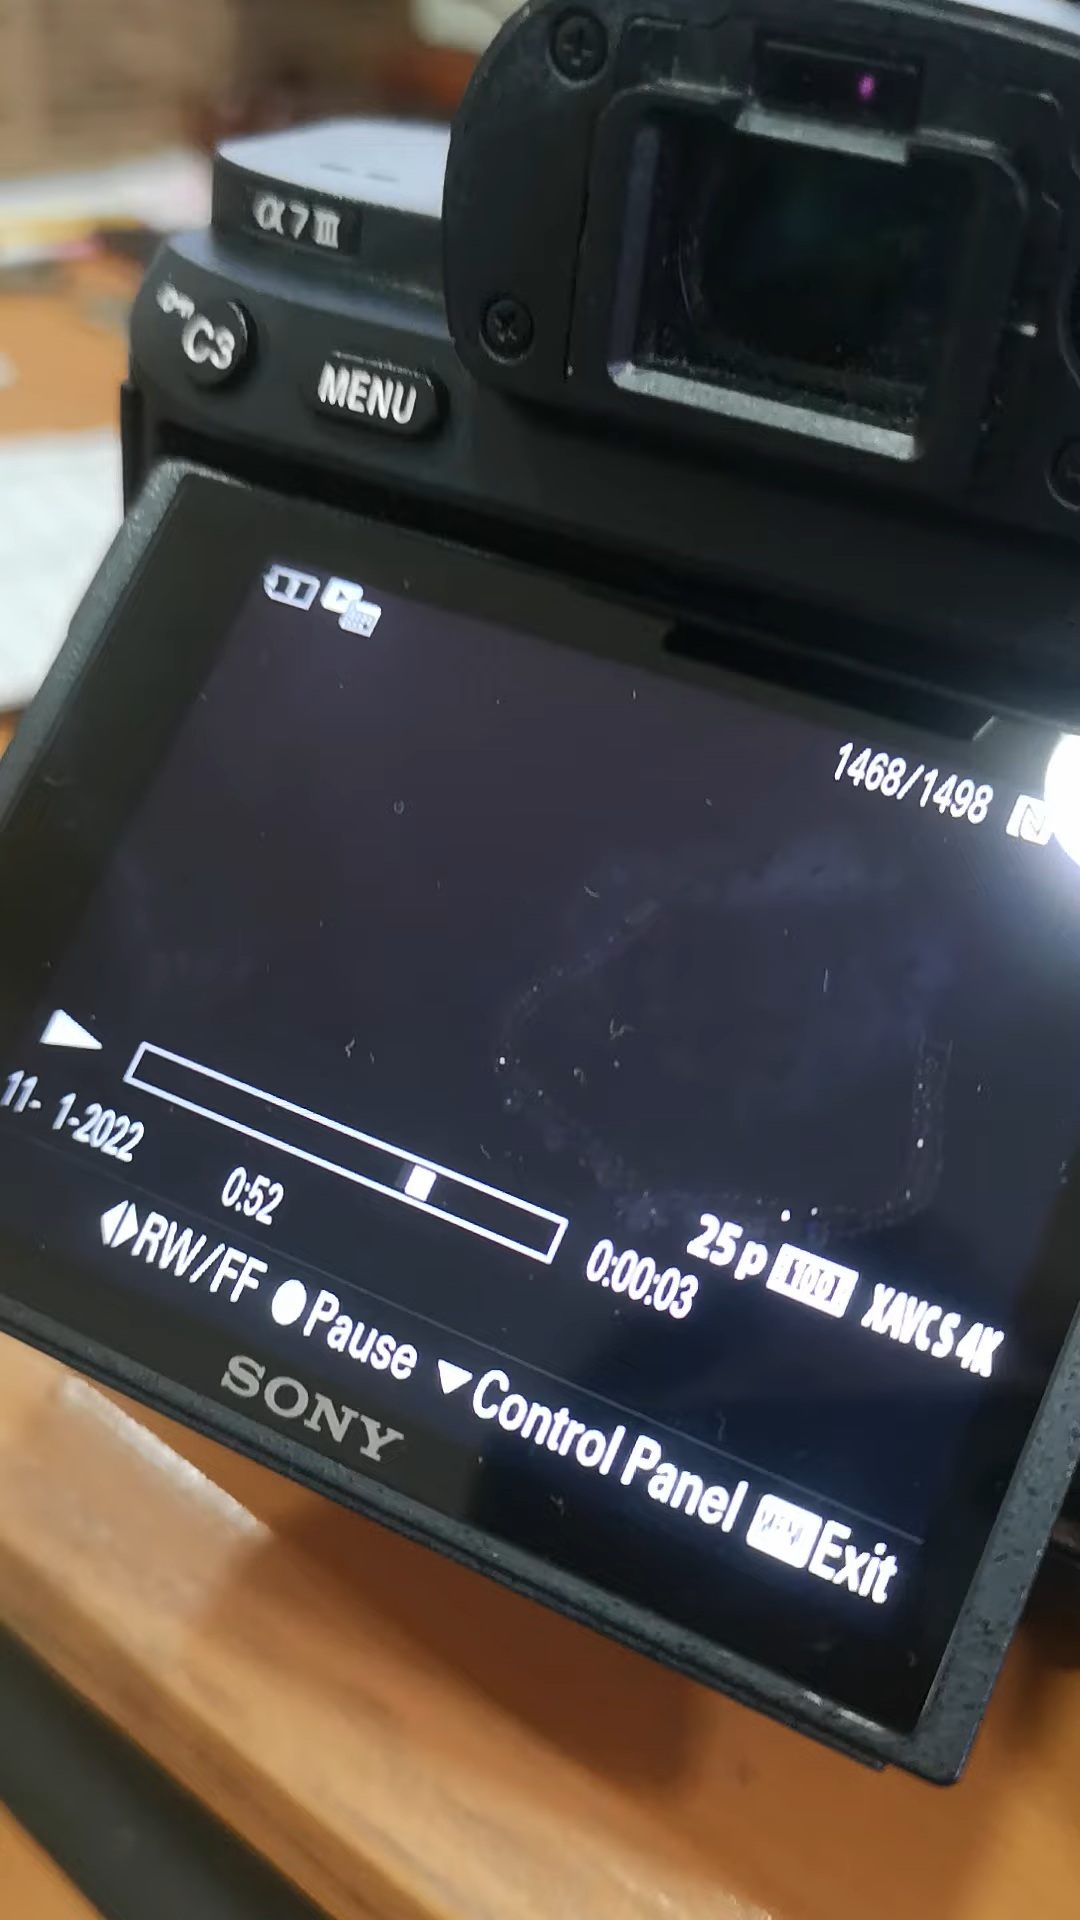 α7III
C3
MENU
1468/1498 N
11- 1-2022
0:52
0:00:03
25p 100 XAVC S 4K
RW/FF Pause Control Panel Exit
SONY